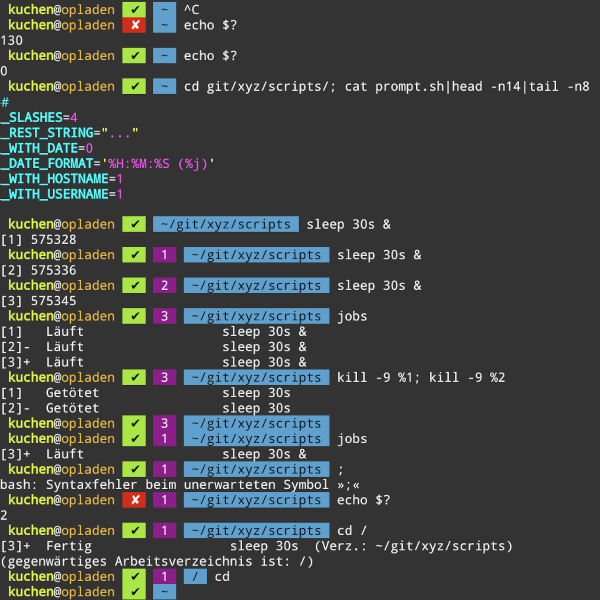 kuchen@opladen ✔ ~ ^C
kuchen@opladen ✘ ~ echo $?
130
kuchen@opladen ✔ ~ echo $?
0
kuchen@opladen ✔ ~ cd git/xyz/scripts/; cat prompt.sh|head -n14|tail -n8
#
_SLASHES=4
_REST_STRING="..."
_WITH_DATE=0
_DATE_FORMAT='%H:%M:%S (%j)'
_WITH_HOSTNAME=1
_WITH_USERNAME=1
kuchen@opladen ✔ ~/git/xyz/scripts sleep 30s &
[1] 575328
kuchen@opladen ✔ 1 ~/git/xyz/scripts sleep 30s &
[2] 575336
kuchen@opladen ✔ 2 ~/git/xyz/scripts sleep 30s &
[3] 575345
kuchen@opladen ✔ 3 ~/git/xyz/scripts jobs
[1]   Läuft                  sleep 30s &
[2]-  Läuft                  sleep 30s &
[3]+  Läuft                  sleep 30s &
kuchen@opladen ✔ 3 ~/git/xyz/scripts kill -9 %1; kill -9 %2
[1]   Getötet                sleep 30s
[2]-  Getötet                sleep 30s
kuchen@opladen ✔ 3 ~/git/xyz/scripts
kuchen@opladen ✔ 1 ~/git/xyz/scripts jobs
[3]+  Läuft                  sleep 30s &
kuchen@opladen ✔ 1 ~/git/xyz/scripts ;
bash: Syntaxfehler beim unerwarteten Symbol »;«
kuchen@opladen ✘ 1 ~/git/xyz/scripts echo $?
2
kuchen@opladen ✔ 1 ~/git/xyz/scripts cd /
[3]+  Fertig                  sleep 30s  (Verz.: ~/git/xyz/scripts)
(gegenwärtiges Arbeitsverzeichnis ist: /)
kuchen@opladen ✔ 1 / cd
kuchen@opladen ✔ ~